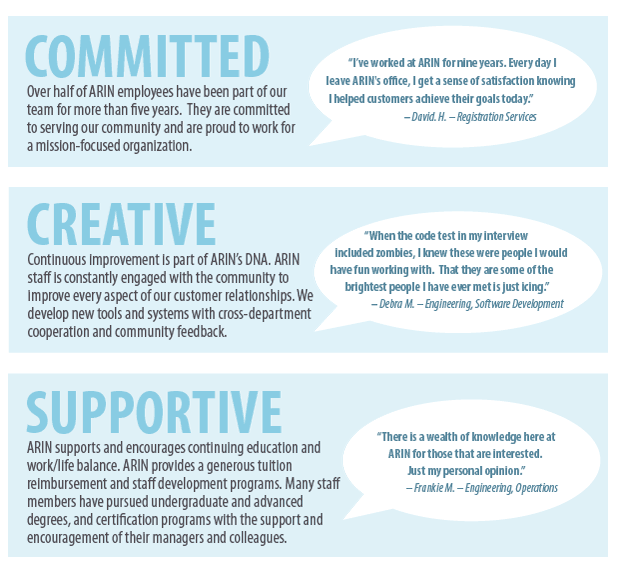 COMMITTED
Over half of ARIN employees have been part of our
team for more than five years. They are committed
to serving our community and are proud to work for
a mission-focused organization.
"I've worked at ARIN for nine years. Every day I
leave ARIN's office, I get a sense of satisfaction knowing
I helped customers achieve their goals today."
– David. H. – Registration Services
CREATIVE
Continuous Improvement is part of ARIN's DNA. ARIN
staff is constantly engaged with the community to
improve every aspect of our customer relationships. We
develop new tools and systems with cross-department
cooperation and community feedback.
"When the code test in my interview
included zombies, I knew these were people I would
have fun working with. That they are some of the
brightest people I have ever met is just icing."
– Debra M. – Engineering, Software Development
SUPPORTIVE
ARIN supports and encourages continuing education and
work/life balance. ARIN provides a generous tuition
reimbursement and staff development programs. Many staff
members have pursued undergraduate and advanced
degrees, and certification programs with the support and
encouragement of their managers and colleagues.
"There is a wealth of knowledge here at
ARIN for those that are interested.
Just my personal opinion."
– Frankie M. – Engineering, Operations